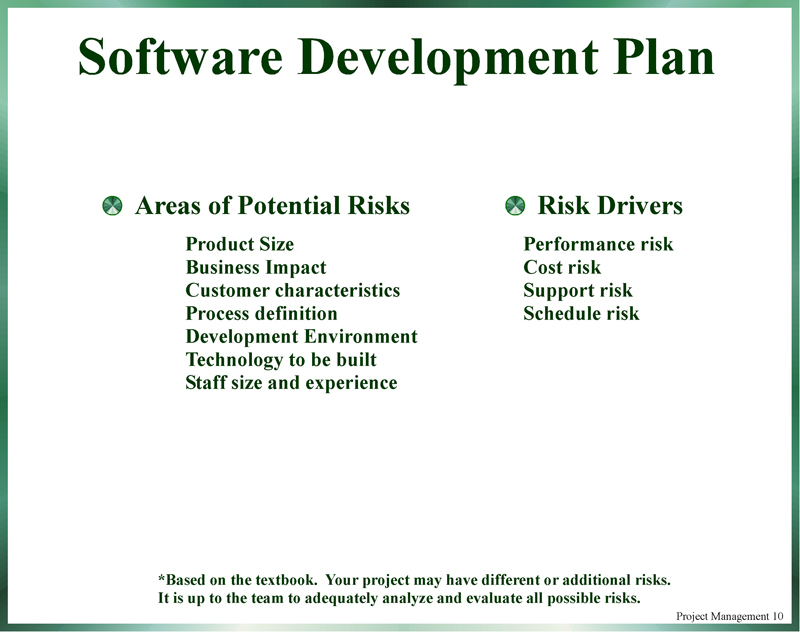 Software Development Plan
Areas of Potential Risks
Product Size
Business Impact
Customer characteristics
Process definition
Development Environment
Technology to be built
Staff size and experience
Risk Drivers
Performance risk
Cost risk
Support risk
Schedule risk
*Based on the textbook.  Your project may have different or additional risks.
It is up to the team to adequately analyze and evaluate all possible risks.
Project Management 10